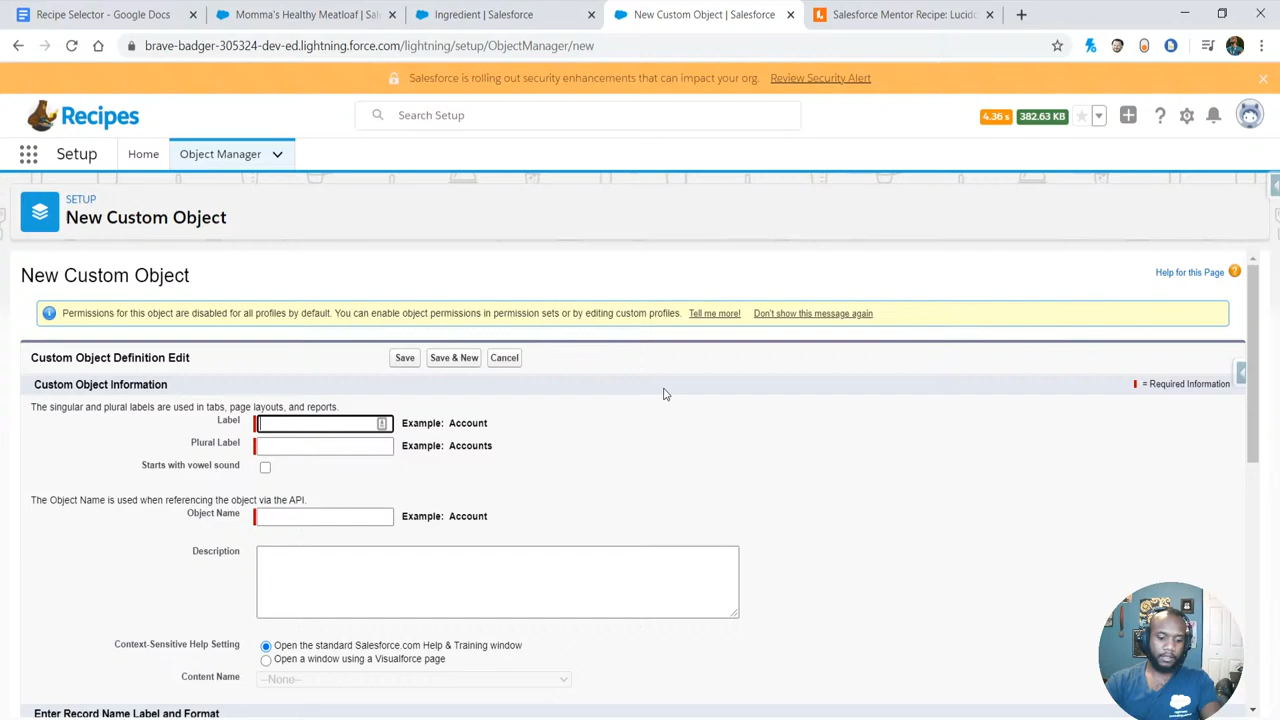 Recipe Selector - Google Docs
Momma's Healthy Meatloaf | Sa
Ingredient | Salesforce
New Custom Object | Salesforce
Salesforce Mentor Recipe: Lucidc
brave-badger-305324-dev-ed.lightning.force.com/lightning/setup/ObjectManager/new
Salesforce is rolling out security enhancements that can impact your org. Review Security Alert
Recipes
Search Setup
4.36 s
382.63 KB
Setup
Home
Object Manager
SETUP
New Custom Object
New Custom Object
Help for this Page
Permissions for this object are disabled for all profiles by default. You can enable object permissions in permission sets or by editing custom profiles. Tell me more! Don't show this message again
Custom Object Definition Edit
Save
Save & New
Cancel
Custom Object Information
= Required Information
The singular and plural labels are used in tabs, page layouts, and reports.
Label
Example: Account
Plural Label
Example: Accounts
Starts with vowel sound
The Object Name is used when referencing the object via the API.
Object Name
Example: Account
Description
Context-Sensitive Help Setting
Open the standard Salesforce.com Help & Training window
Open a window using a Visualforce page
Content Name
--None--
Enter Record Name Label and Format